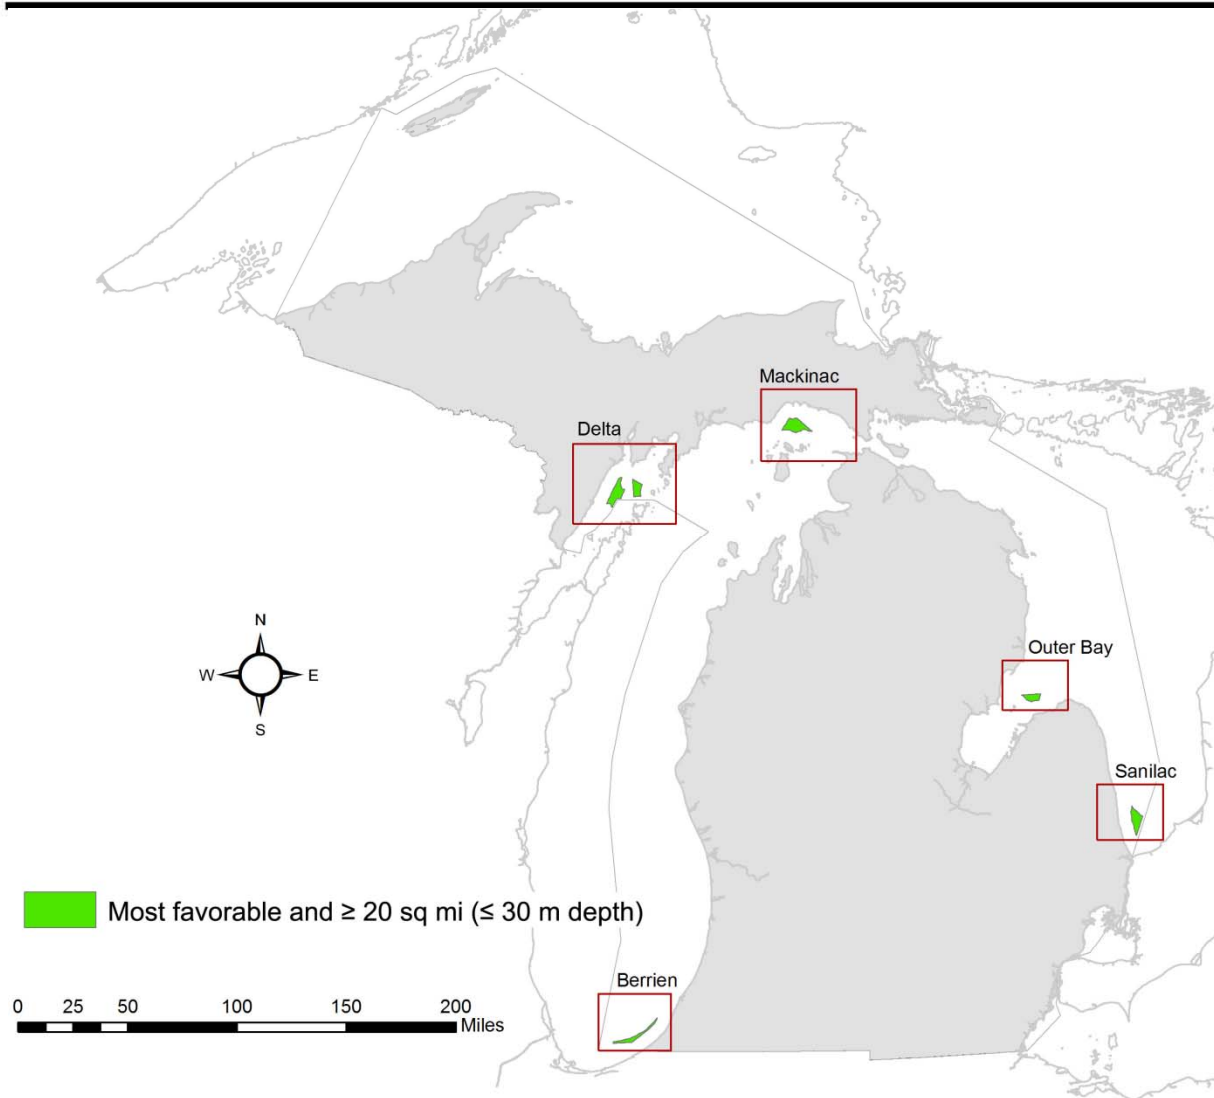 Mackinac
Delta
N
W E
S
Outer Bay
Sanilac
Most favorable and ≥ 20 sq mi (≤ 30 m depth)
Berrien
0 25 50 100 150 200
Miles